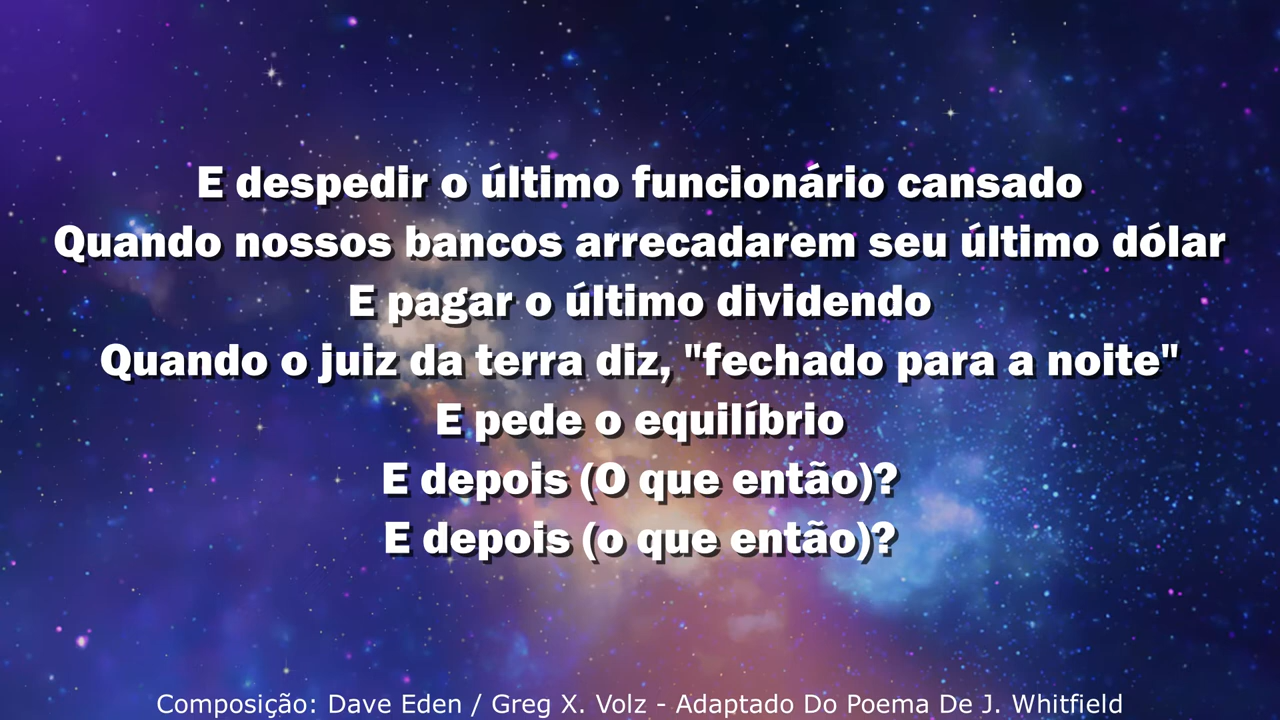 E despedir o último funcionário cansado
Quando nossos bancos arrecadarem seu último dólar
E pagar o último dividendo
Quando o juiz da terra diz, "fechado para a noite"
E pede o equilíbrio
E depois (O que então)?
E depois (o que então)?
Composição: Dave Eden / Greg X. Volz - Adaptado Do Poema De J. Whitfield